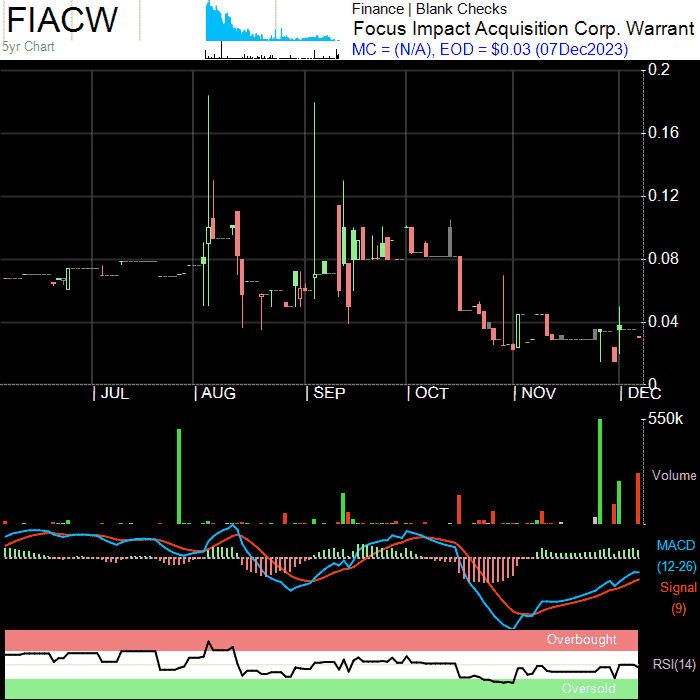 FIACW
5yr Chart
Finance | Blank Checks
Focus Impact Acquisition Corp. Warrant
MC = (N/A), EOD = $0.03 (07Dec2023)
0.2
0.16
0.12
0.08
0.04
0
| JUL | AUG | SEP | OCT | NOV | DEC
550k
Volume
MACD
(12-26)
Signal
(9)
Overbought
RSI(14)
Oversold